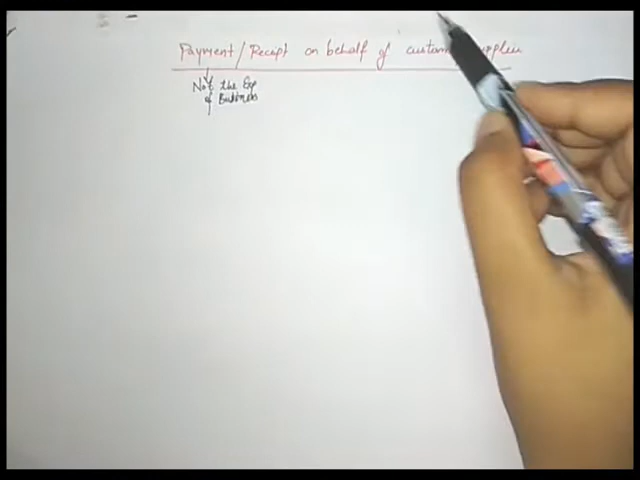 Payment/Receipt on behalf of custom
Not the Exp
of Business